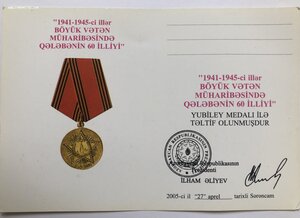 "1941-1945-ci illər
BÖYÜK VƏTƏN
MÜHARİBƏSİNDƏ
QƏLƏBƏNİN 60 İLLİYİ"
"1941-1945-ci illər
BÖYÜK VƏTƏN
MÜHARİBƏSİNDƏ
QƏLƏBƏNİN 60 İLLİYİ"
YUBİLEY MEDALI İLƏ
TƏLTİF OLUNMUŞDUR
Respublikasının
Prezidenti
İLHAM ƏLİYEV
2005-ci il "27" aprel tarixli Sərəncam